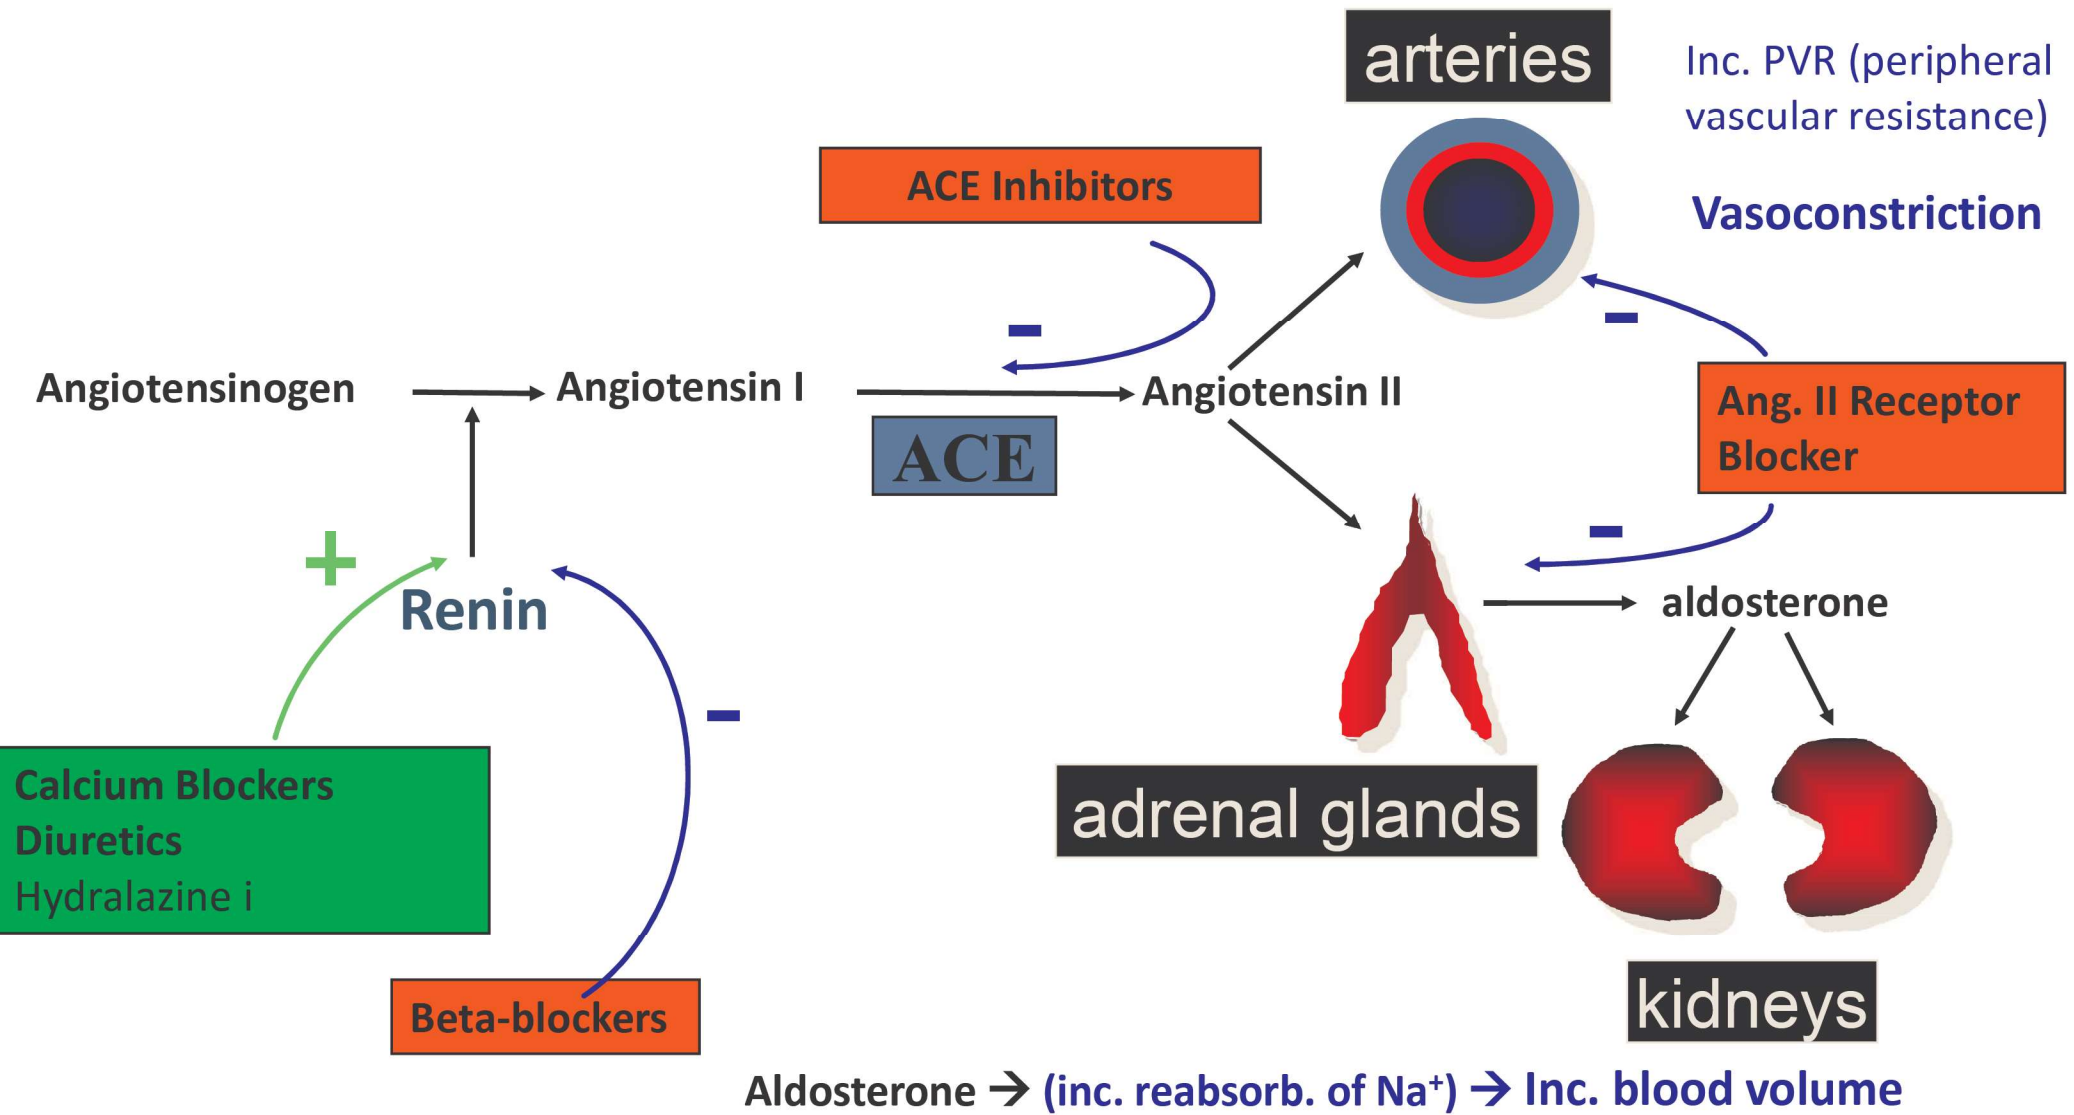 arteries
Inc. PVR (peripheral
vascular resistance)
ACE Inhibitors
Vasoconstriction
-
-
Angiotensinogen
Angiotensin I
Angiotensin II
Ang. II Receptor
Blocker
ACE
-
+
Renin
aldosterone
-
Calcium Blockers
Diuretics
Hydralazine i
adrenal glands
Beta-blockers
kidneys
Aldosterone → (inc. reabsorb. of Na⁺) → Inc. blood volume